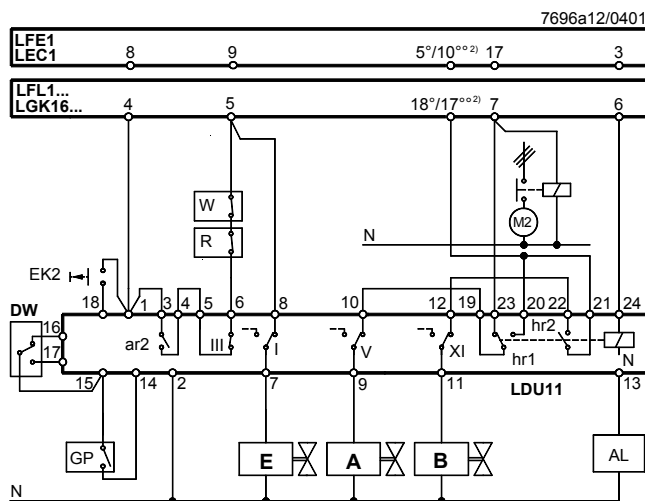 7696a12/0401
LFE1
LEC1
8 9 5°/10°° 2) 17 3
LFL1...
LGK16...
4 5 18°/17°° 2) 7 6
W
R
M2
N
EK2
DW
18 1 3 4 5 6 8 10 12 19 23 20 22 21 24
16
17
ar2 III I V XI hr1 hr2 N
15 14 2 7 9 11 LDU11 13
GP E A B AL
N